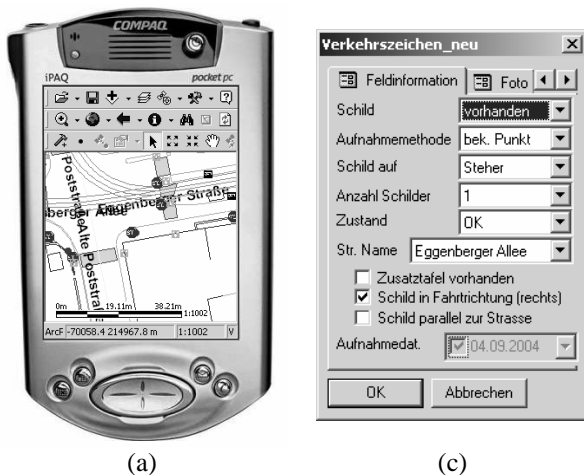 COMPAQ
iPAQ pocket pc
Poststraße
Alte Poststraß
Eggenberger Straße
berger Allee
0m 19.11m 38.21m
1:1002
ArcF -70058.4 214967.8 m 1:1002 V
(a)
Verkehrszeichen_neu
Feldinformation Foto
Schild vorhanden
Aufnahmemethode bek. Punkt
Schild auf Steher
Anzahl Schilder 1
Zustand OK
Str. Name Eggenberger Allee
Zusatztafel vorhanden
Schild in Fahrtrichtung (rechts)
Schild parallel zur Strasse
Aufnahmedat. 04.09.2004
OK Abbrechen
(c)